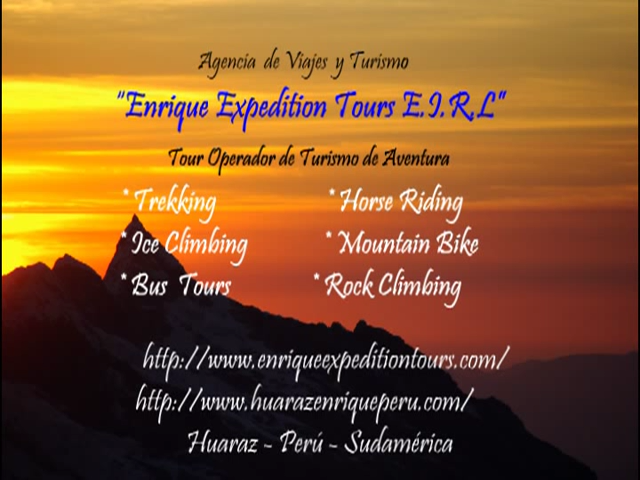 Agencia de Viajes y Turismo
"Enrique Expedition Tours E.I.R.L"
Tour Operador de Turismo de Aventura
* Trekking * Horse Riding
* Ice Climbing * Mountain Bike
* Bus Tours * Rock Climbing
http://www.enriqueexpeditiontours.com/
http://www.huarazenriqueperu.com/
Huaraz - Perú - Sudamérica